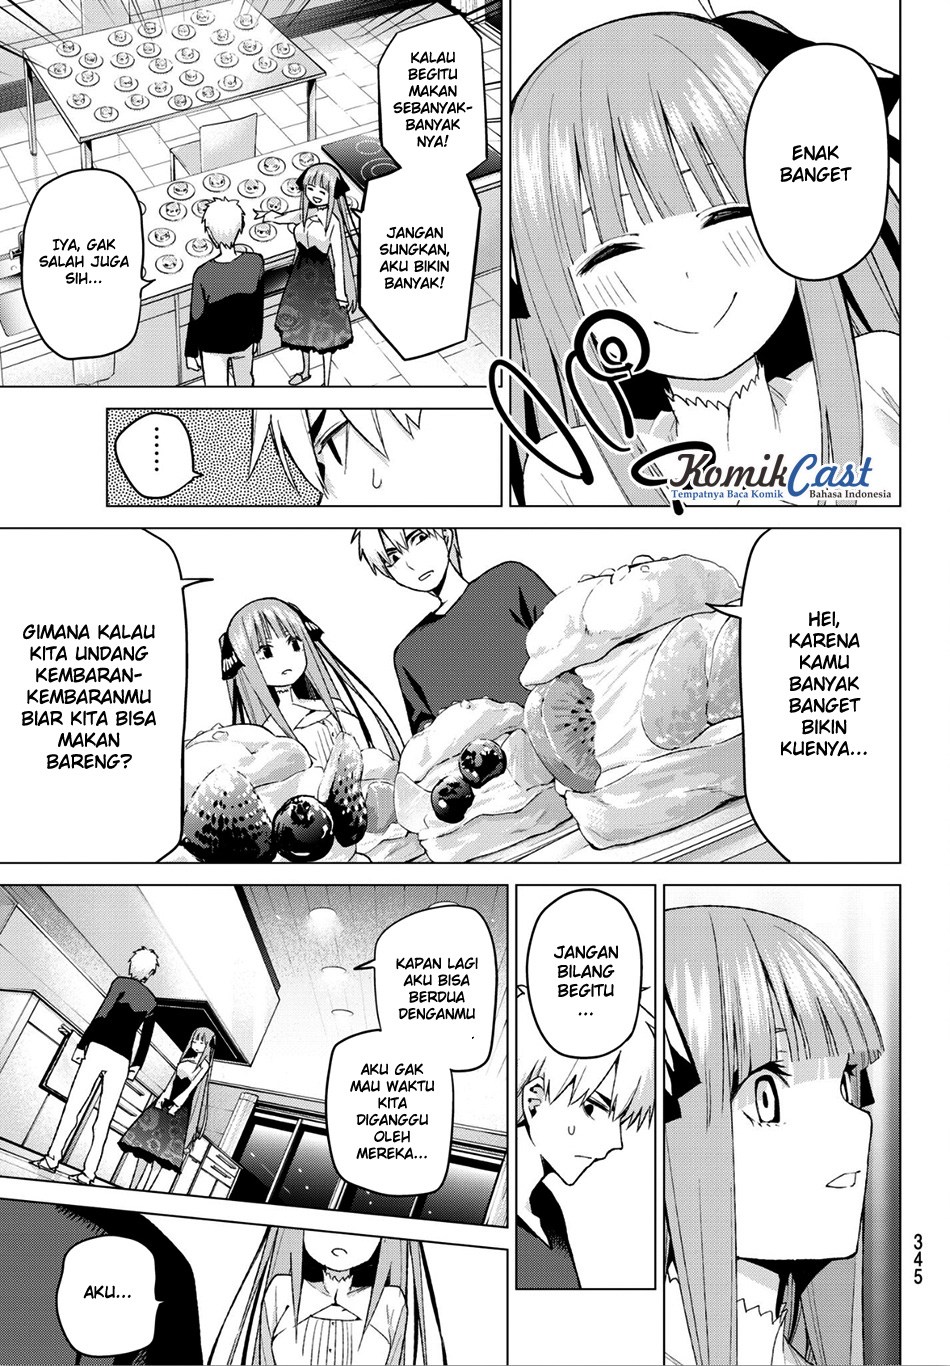 ENAK
BANGET
KALAU
BEGITU
MAKAN
SEBANYAK-
BANYAK
NYA!
JANGAN
SUNGKAN,
AKU BIKIN
BANYAK!
IYA, GAK
SALAH JUGA
SIH...
KomikCast
Tempatnya Baca Komik Bahasa Indonesia
......
HEI,
KARENA
KAMU
BANYAK
BANGET
BIKIN
KUENYA...
GIMANA KALAU
KITA UNDANG
KEMBARAN-
KEMBARANMU
BIAR KITA BISA
MAKAN
BARENG?
JANGAN
BILANG
BEGITU
...
KAPAN LAGI
AKU BISA
BERDUA
DENGANMU
AKU GAK
MAU WAKTU
KITA
DIGANGGU
OLEH
MEREKA...
AKU...
345